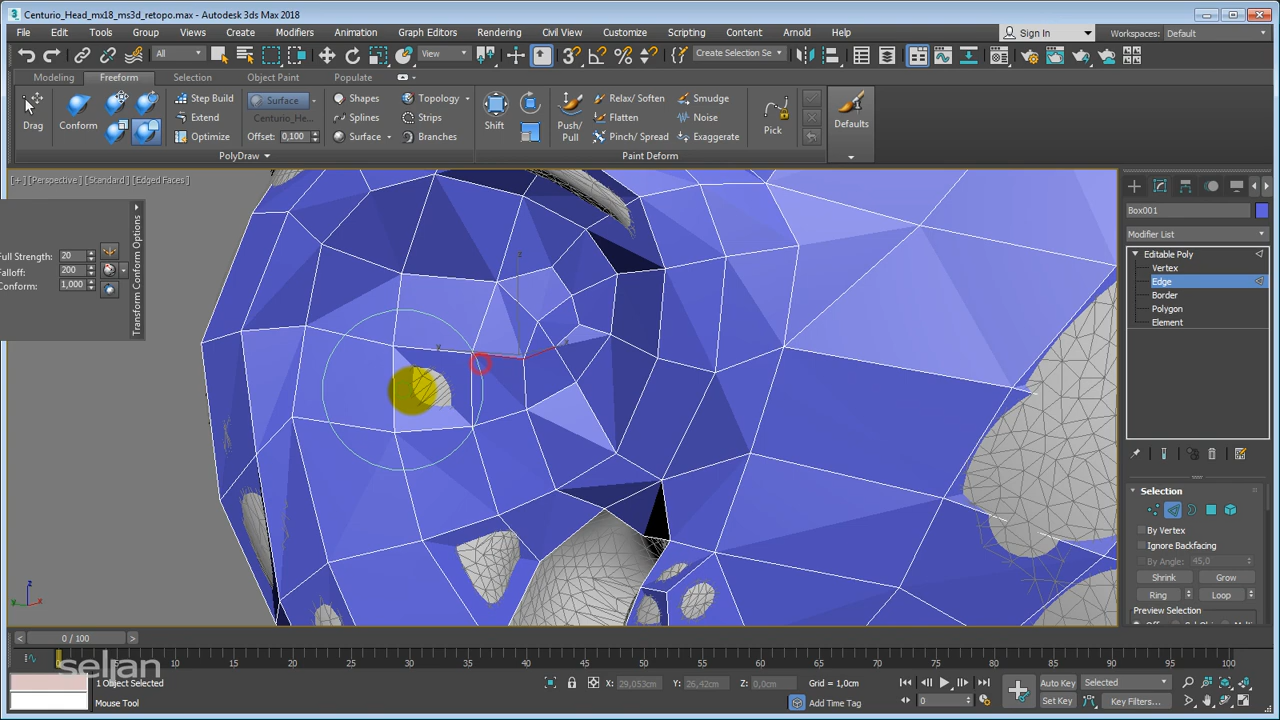 Centurio_Head_mx18_ms3d_retopo.max - Autodesk 3ds Max 2018
File Edit Tools Group Views Create Modifiers Animation Graph Editors Rendering Civil View Customize Scripting Content Arnold Help Sign In Workspaces: Default
All View Create Selection Se
Modeling Freeform Selection Object Paint Populate
Step Build Surface Shapes Topology Relax/ Soften Smudge
Drag Conform Extend Centurio_He... Splines Strips Shift Push/ Pull Flatten Noise Pick Defaults
Optimize Offset: 0,100 Surface Branches Pinch/ Spread Exaggerate
PolyDraw Paint Deform
[+] [Perspective] [Standard] [Edged Faces]
Full Strength: 20
Falloff: 200
Conform: 1,000
Transform Conform Options
Box001
Modifier List
Editable Poly
Vertex
Edge
Border
Polygon
Element
Selection
By Vertex
Ignore Backfacing
By Angle: 45,0
Shrink Grow
Ring Loop
Preview Selection
0 / 100
0 5 10 15 20 25 30 35 40 45 50 55 60 65 70 75 80 85 90 95 100
selian
1 Object Selected X: 29,053cm Y: 26,42cm Z: 0,0cm Grid = 1,0cm Auto Key Selected
Mouse Tool Add Time Tag 0 Set Key Key Filters...